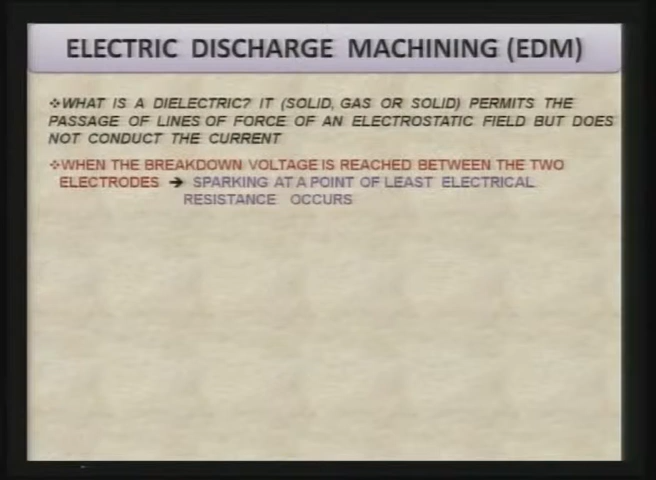 ELECTRIC DISCHARGE MACHINING (EDM)
❖WHAT IS A DIELECTRIC? IT (SOLID, GAS OR SOLID) PERMITS THE
PASSAGE OF LINES OF FORCE OF AN ELECTROSTATIC FIELD BUT DOES
NOT CONDUCT THE CURRENT
❖WHEN THE BREAKDOWN VOLTAGE IS REACHED BETWEEN THE TWO
ELECTRODES ➔ SPARKING AT A POINT OF LEAST ELECTRICAL
RESISTANCE OCCURS